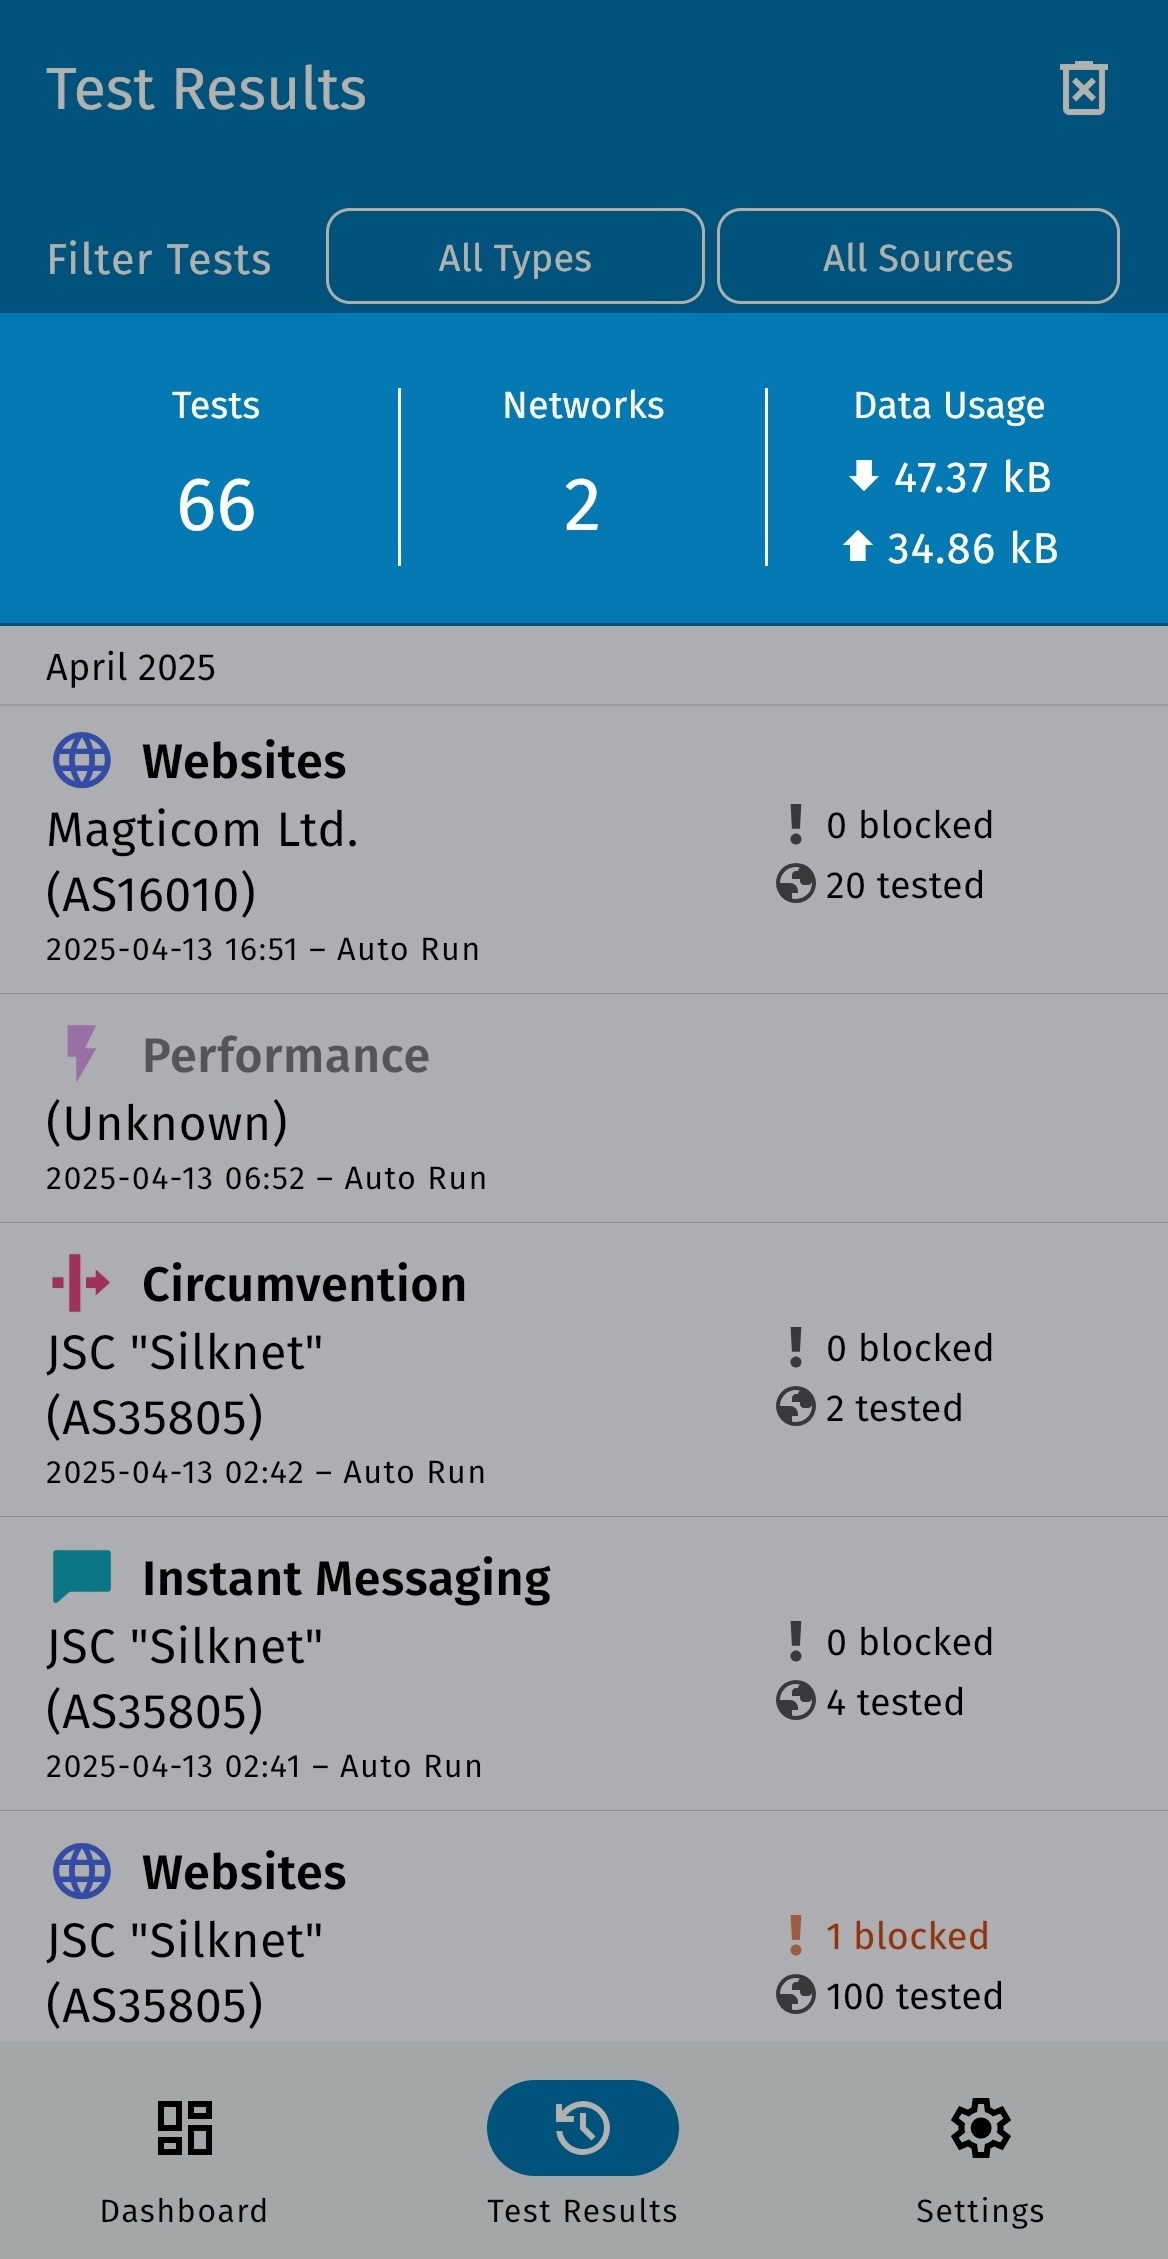 Test Results
Filter Tests
All Types
All Sources
Tests
66
Networks
2
Data Usage
47.37 kB
34.86 kB
April 2025
Websites
Magticom Ltd.
(AS16010)
2025-04-13 16:51 – Auto Run
0 blocked
20 tested
Performance
(Unknown)
2025-04-13 06:52 – Auto Run
Circumvention
JSC "Silknet"
(AS35805)
2025-04-13 02:42 – Auto Run
0 blocked
2 tested
Instant Messaging
JSC "Silknet"
(AS35805)
2025-04-13 02:41 – Auto Run
0 blocked
4 tested
Websites
JSC "Silknet"
(AS35805)
1 blocked
100 tested
Dashboard
Test Results
Settings